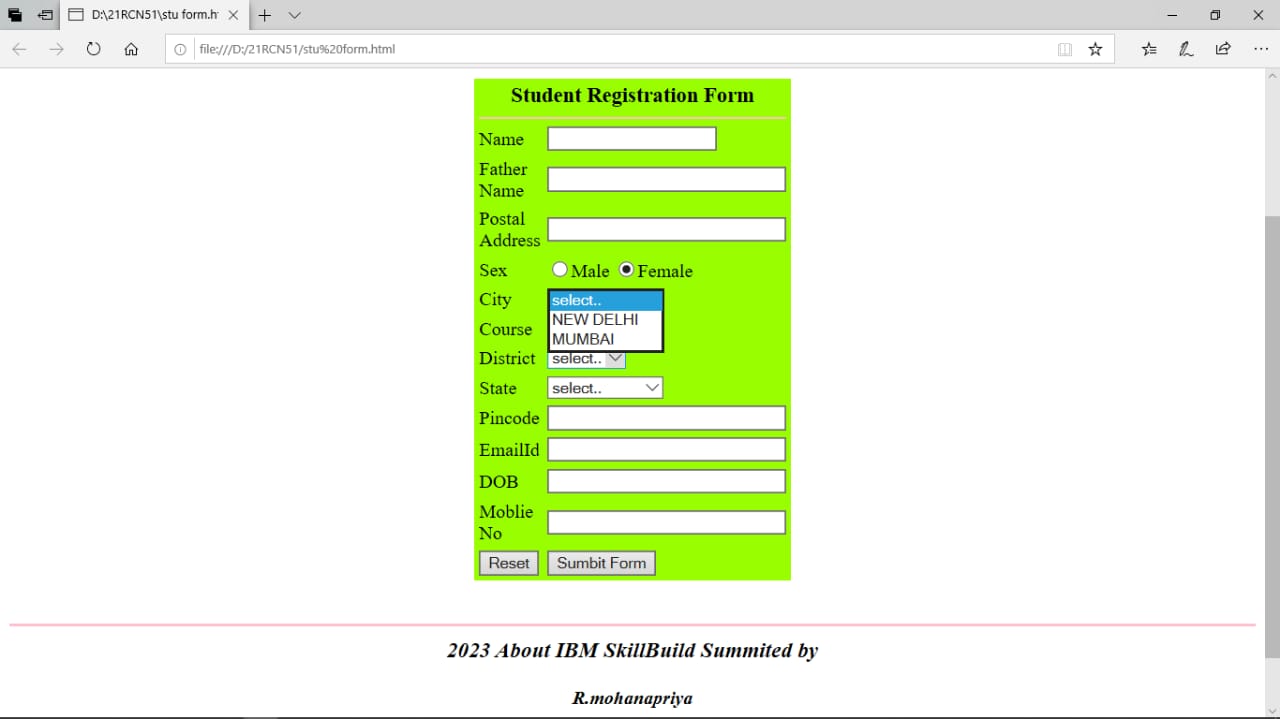 D:\21RCN51\stu form.h
file:///D:/21RCN51/stu%20form.html
Student Registration Form
Name
Father
Name
Postal
Address
Sex Male Female
City select..
NEW DELHI
Course
MUMBAI
District select..
State select..
Pincode
EmailId
DOB
Moblie
No
Reset Sumbit Form
2023 About IBM SkillBuild Summited by
R.mohanapriya